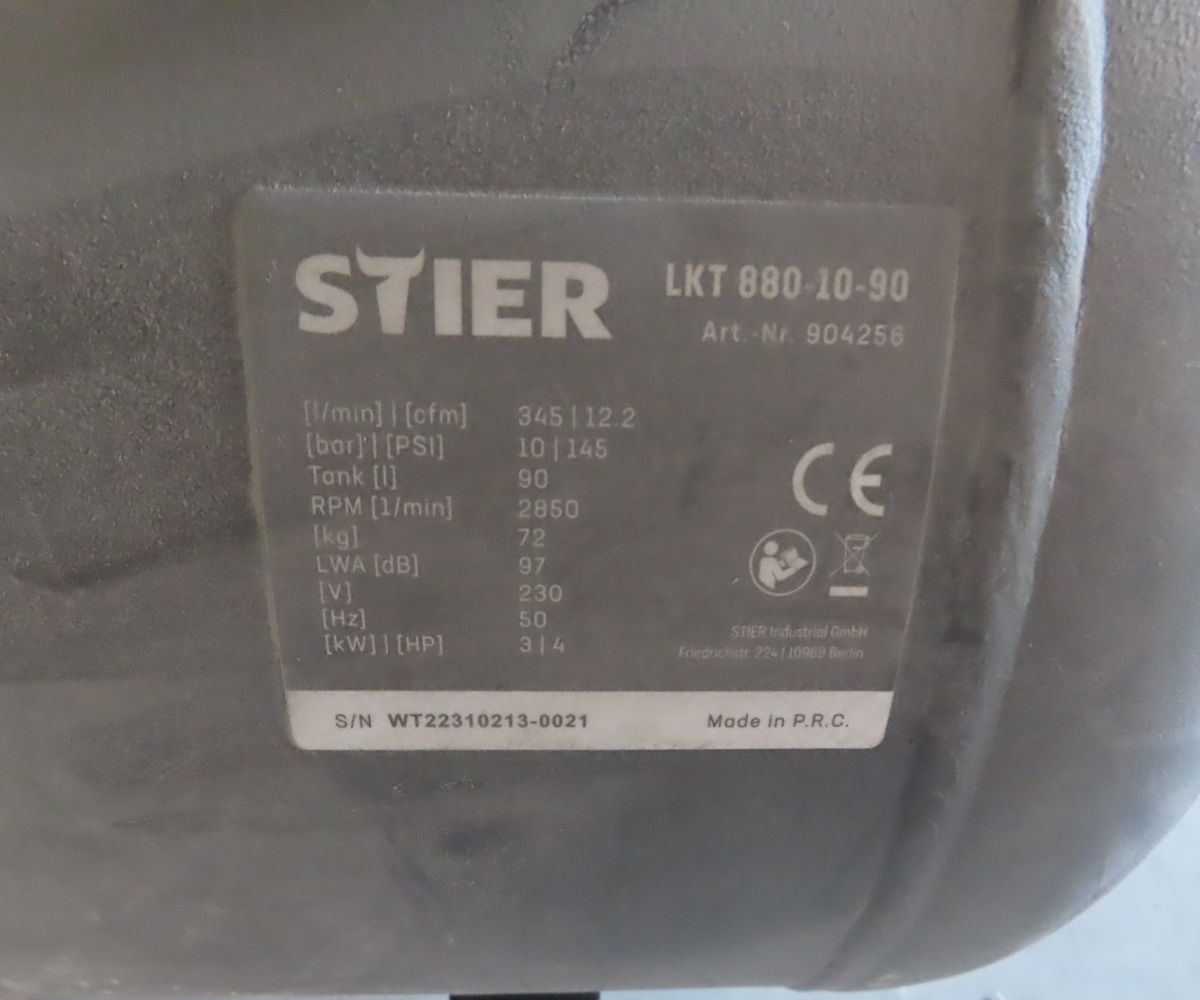 STIER
LKT 880-10-90
Art.-Nr. 904256
[l/min] | [cfm] 345 | 12.2
[bar] | [PSI] 10 | 145
Tank [l] 90
RPM [1/min] 2850
[kg] 72
LWA [dB] 97
[V] 230
[Hz] 50
[kW] | [HP] 3 | 4
CE
STIER Industrial GmbH
Friedrichstr. 224 | 10969 Berlin
S/N WT22310213-0021 Made in P.R.C.